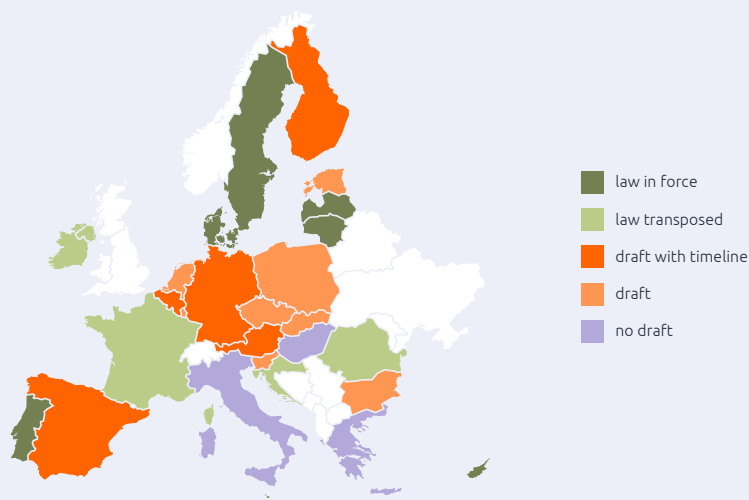 law in force
law transposed
draft with timeline
draft
no draft